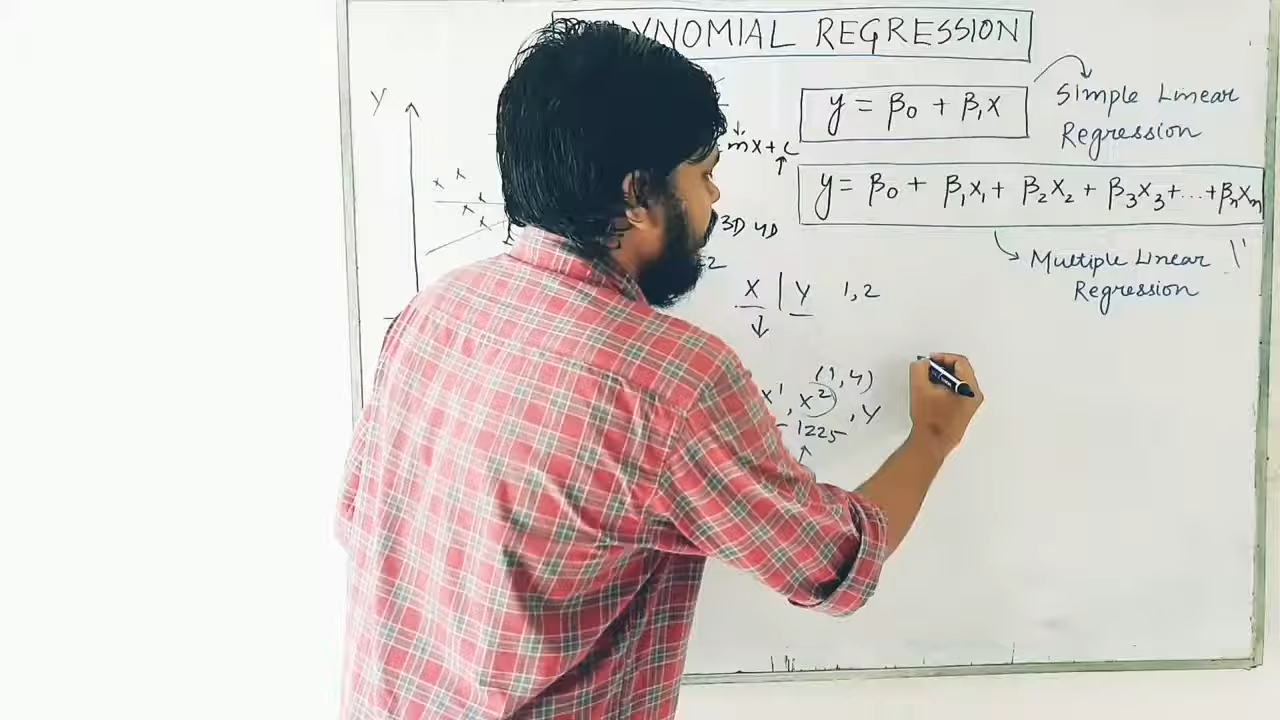 YNOMIAL REGRESSION
Y
y = β₀ + β₁x
Simple Linear
Regression
mx + c
y = β₀ + β₁x₁ + β₂x₂ + β₃x₃ + ... + βₙxₙ
3D 4D
2
Multiple Linear
Regression
X | Y 1, 2
(1, 4)
x¹, x², Y
1225